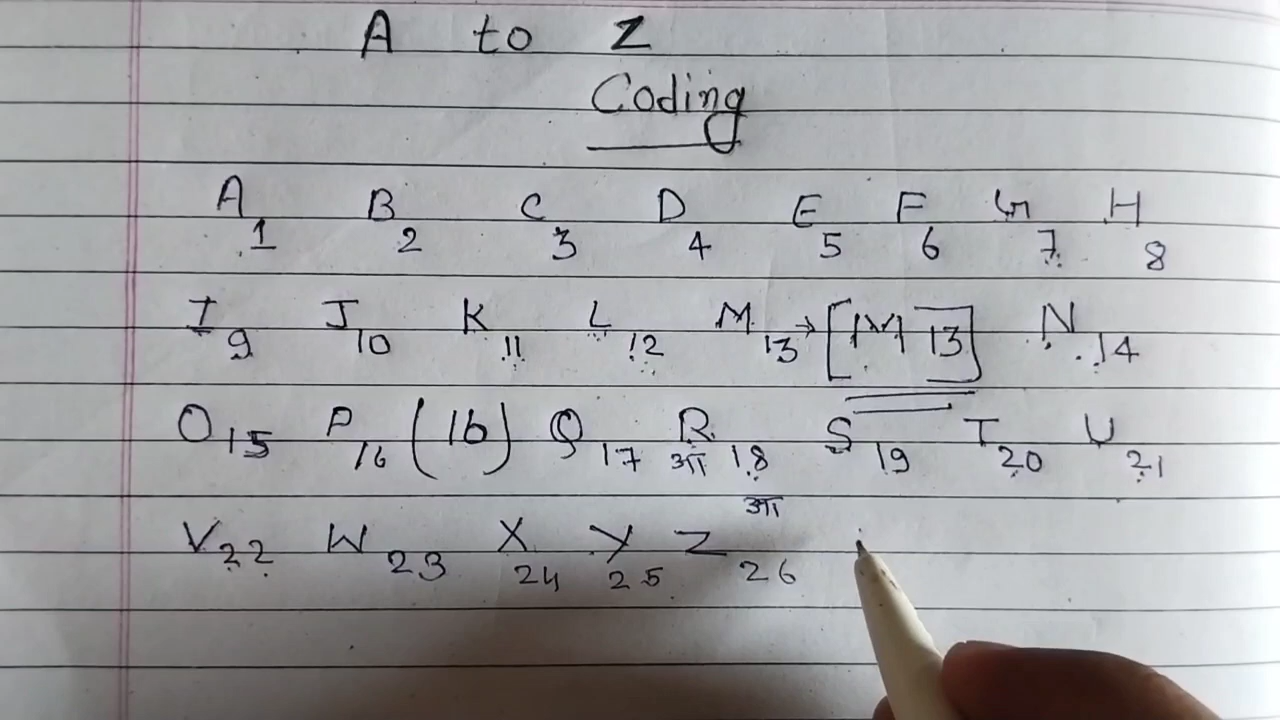 A to Z
Coding
A 1 B 2 C 3 D 4 E 5 F 6 G 7 H 8
I 9 J 10 K 11 L 12 M 13 → [M 13] N 14
O 15 P 16 (16) Q 17 R 18 S 19 T 20 U 21
आ
आ
V 22 W 23 X 24 Y 25 Z 26